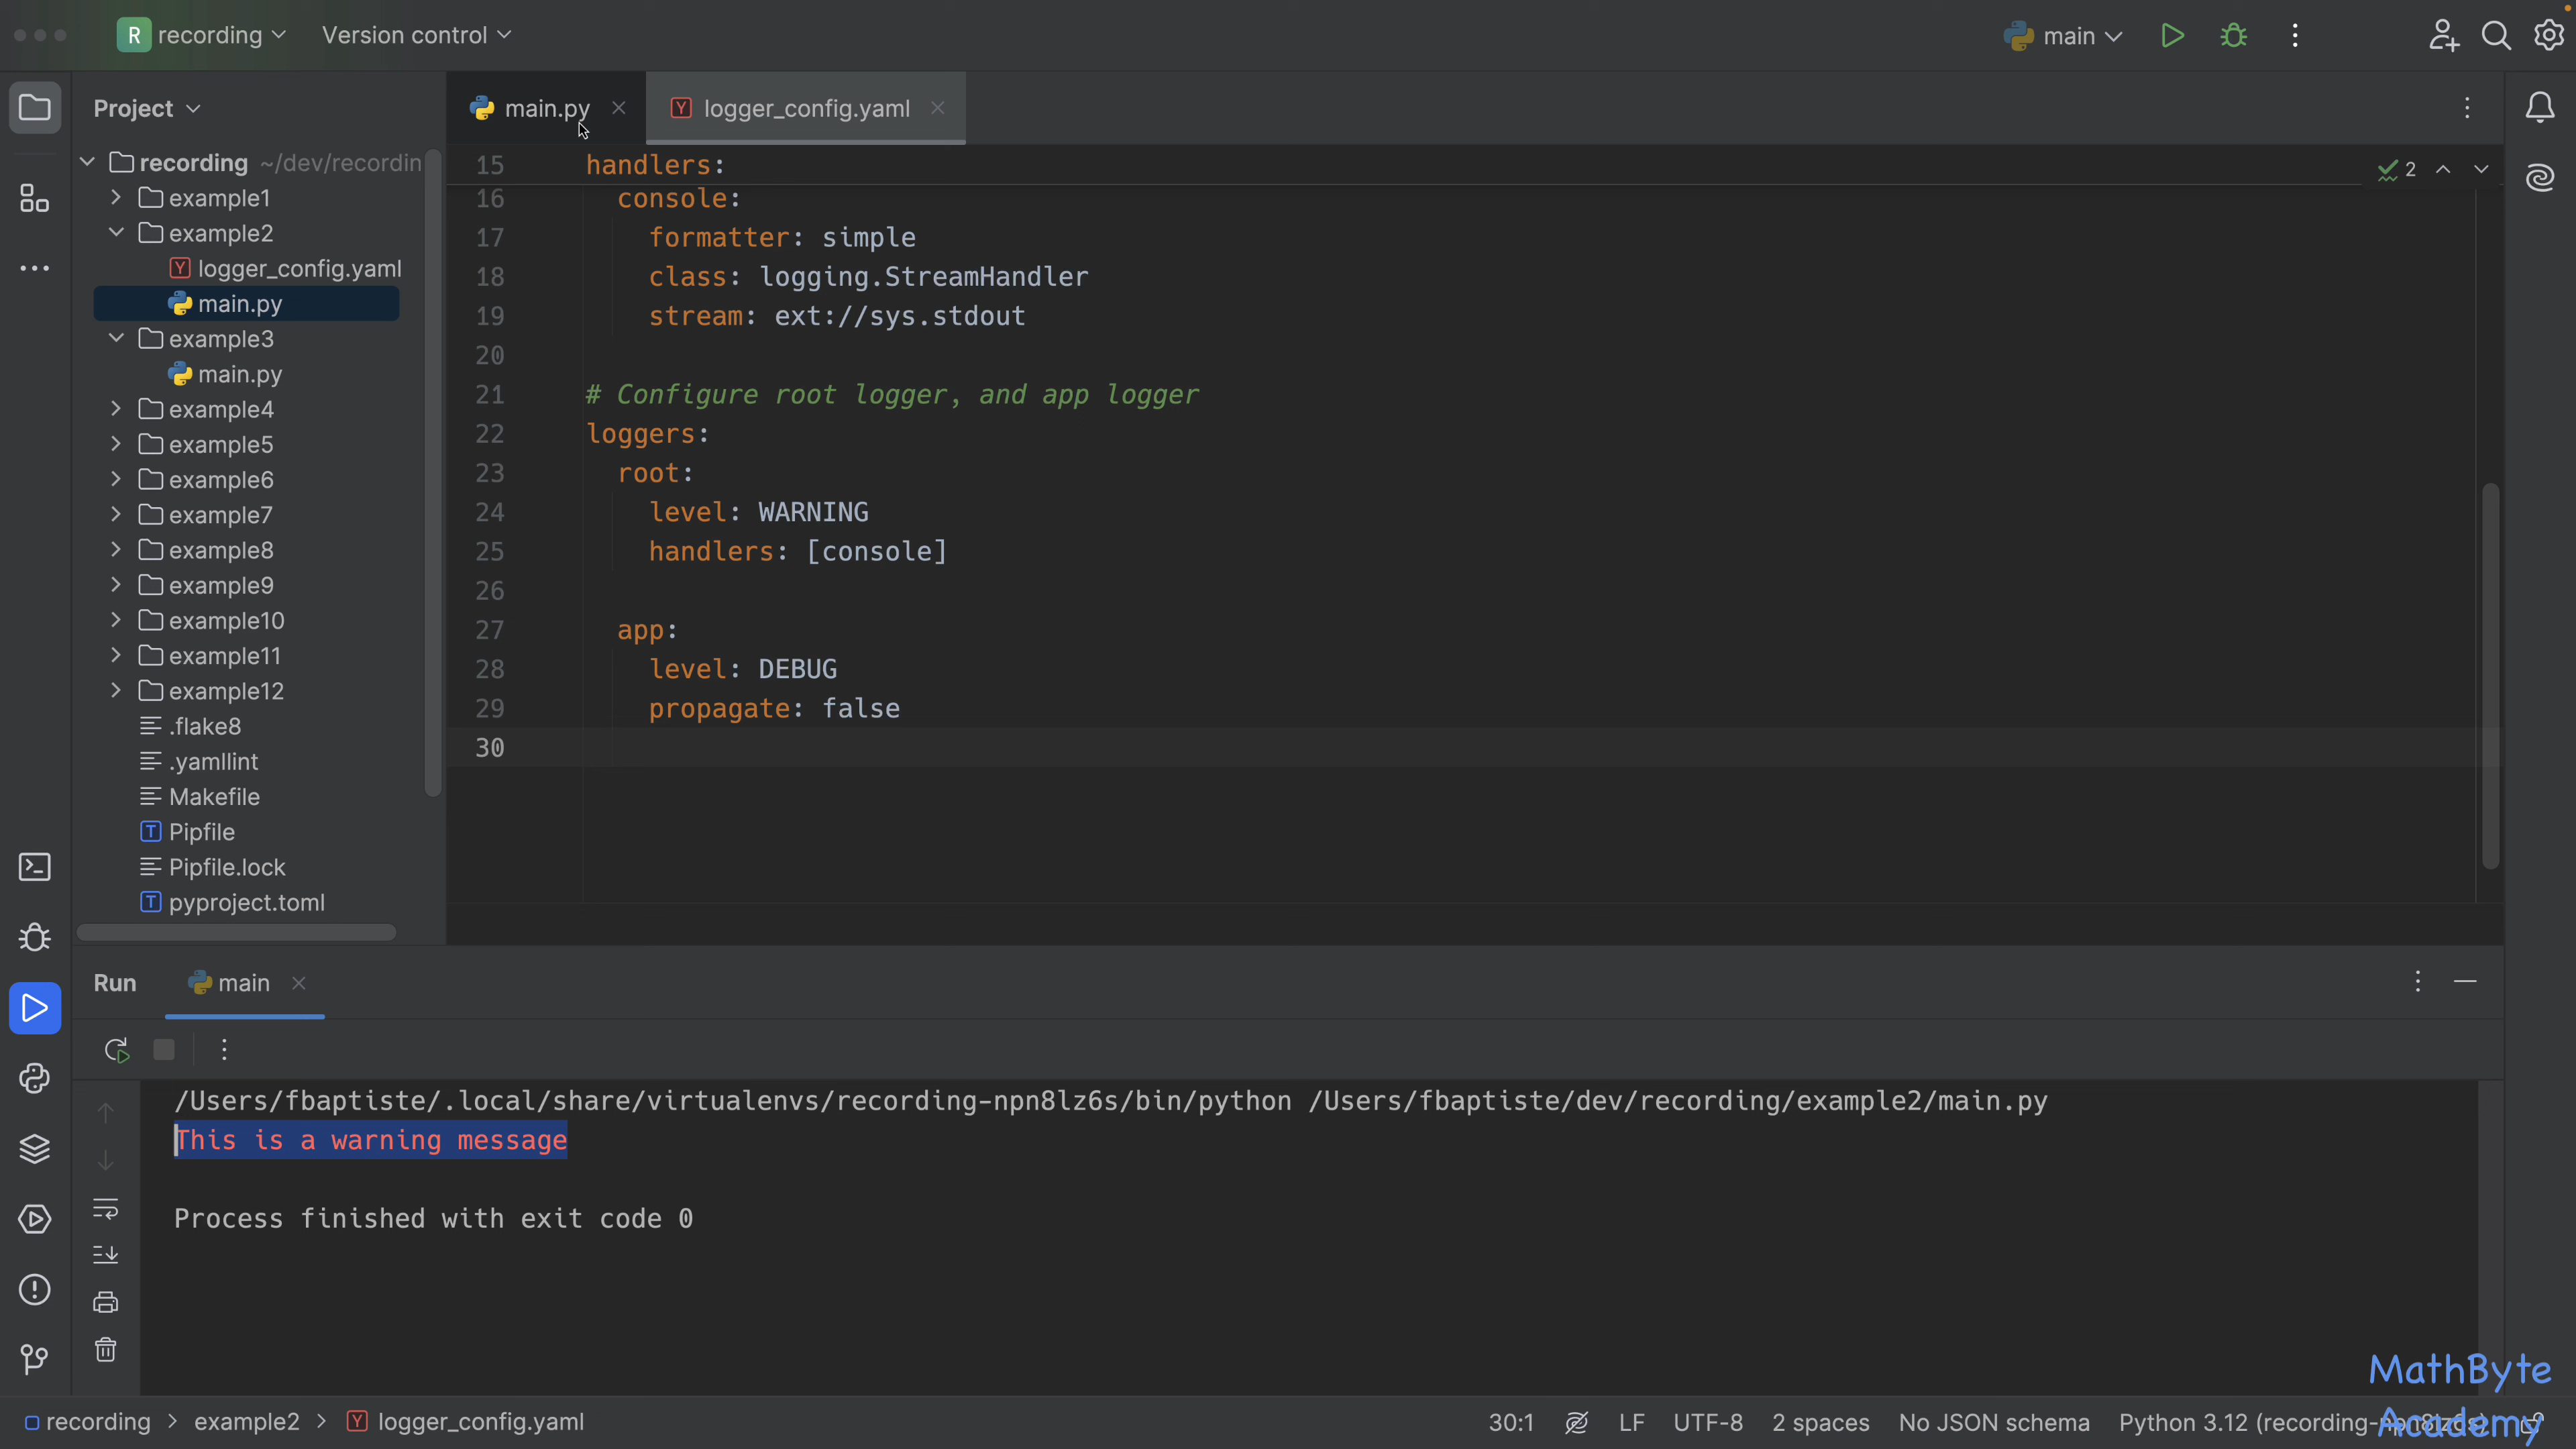 R recording Version control main
Project
main.py
logger_config.yaml
recording ~/dev/recordin
example1
example2
logger_config.yaml
main.py
example3
main.py
example4
example5
example6
example7
example8
example9
example10
example11
example12
.flake8
.yamllint
Makefile
Pipfile
Pipfile.lock
pyproject.toml
15 handlers:
2
16 console:
17 formatter: simple
18 class: logging.StreamHandler
19 stream: ext://sys.stdout
20
21 # Configure root logger, and app logger
22 loggers:
23 root:
24 level: WARNING
25 handlers: [console]
26
27 app:
28 level: DEBUG
29 propagate: false
30
Run main
/Users/fbaptiste/.local/share/virtualenvs/recording-npn8lz6s/bin/python /Users/fbaptiste/dev/recording/example2/main.py
This is a warning message
Process finished with exit code 0
MathByte
Academy
recording > example2 > logger_config.yaml
30:1 LF UTF-8 2 spaces No JSON schema Python 3.12 (recording-npn8lz6s)